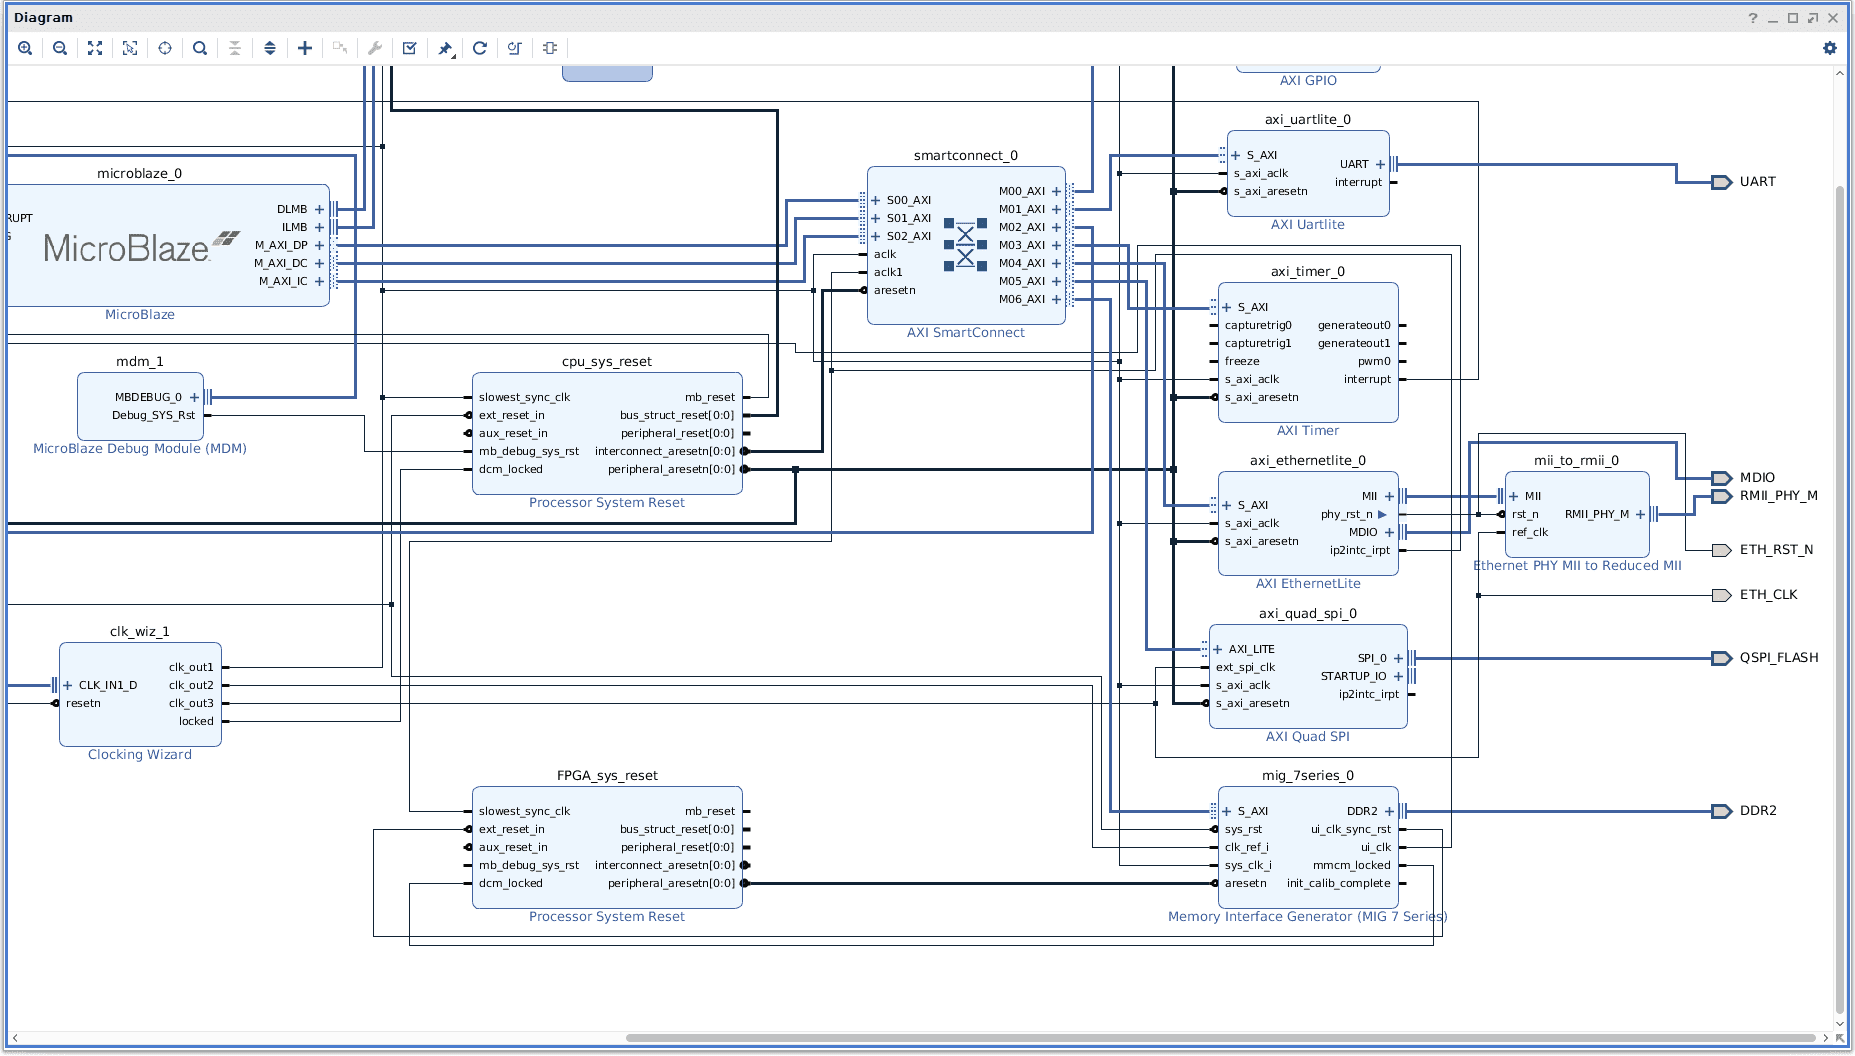 Diagram
AXI GPIO
axi_uartlite_0
S_AXI
s_axi_aclk
s_axi_aresetn
UART
interrupt
AXI Uartlite
UART
microblaze_0
RUPT
MicroBlaze
DLMB
ILMB
M_AXI_DP
M_AXI_DC
M_AXI_IC
MicroBlaze
smartconnect_0
S00_AXI
S01_AXI
S02_AXI
aclk
aclk1
aresetn
M00_AXI
M01_AXI
M02_AXI
M03_AXI
M04_AXI
M05_AXI
M06_AXI
AXI SmartConnect
axi_timer_0
S_AXI
capturetrig0
capturetrig1
freeze
s_axi_aclk
s_axi_aresetn
generateout0
generateout1
pwm0
interrupt
AXI Timer
mdm_1
MBDEBUG_0
Debug_SYS_Rst
MicroBlaze Debug Module (MDM)
cpu_sys_reset
slowest_sync_clk
ext_reset_in
aux_reset_in
mb_debug_sys_rst
dcm_locked
mb_reset
bus_struct_reset[0:0]
peripheral_reset[0:0]
interconnect_aresetn[0:0]
peripheral_aresetn[0:0]
Processor System Reset
axi_ethernetlite_0
S_AXI
s_axi_aclk
s_axi_aresetn
MII
phy_rst_n
MDIO
ip2intc_irpt
AXI EthernetLite
mii_to_rmii_0
MII
rst_n
ref_clk
RMII_PHY_M
Ethernet PHY MII to Reduced MII
MDIO
RMII_PHY_M
ETH_RST_N
ETH_CLK
clk_wiz_1
CLK_IN1_D
resetn
clk_out1
clk_out2
clk_out3
locked
Clocking Wizard
axi_quad_spi_0
AXI_LITE
ext_spi_clk
s_axi_aclk
s_axi_aresetn
SPI_0
STARTUP_IO
ip2intc_irpt
AXI Quad SPI
QSPI_FLASH
FPGA_sys_reset
slowest_sync_clk
ext_reset_in
aux_reset_in
mb_debug_sys_rst
dcm_locked
mb_reset
bus_struct_reset[0:0]
peripheral_reset[0:0]
interconnect_aresetn[0:0]
peripheral_aresetn[0:0]
Processor System Reset
mig_7series_0
S_AXI
sys_rst
clk_ref_i
sys_clk_i
aresetn
DDR2
ui_clk_sync_rst
ui_clk
mmcm_locked
init_calib_complete
Memory Interface Generator (MIG 7 Series)
DDR2